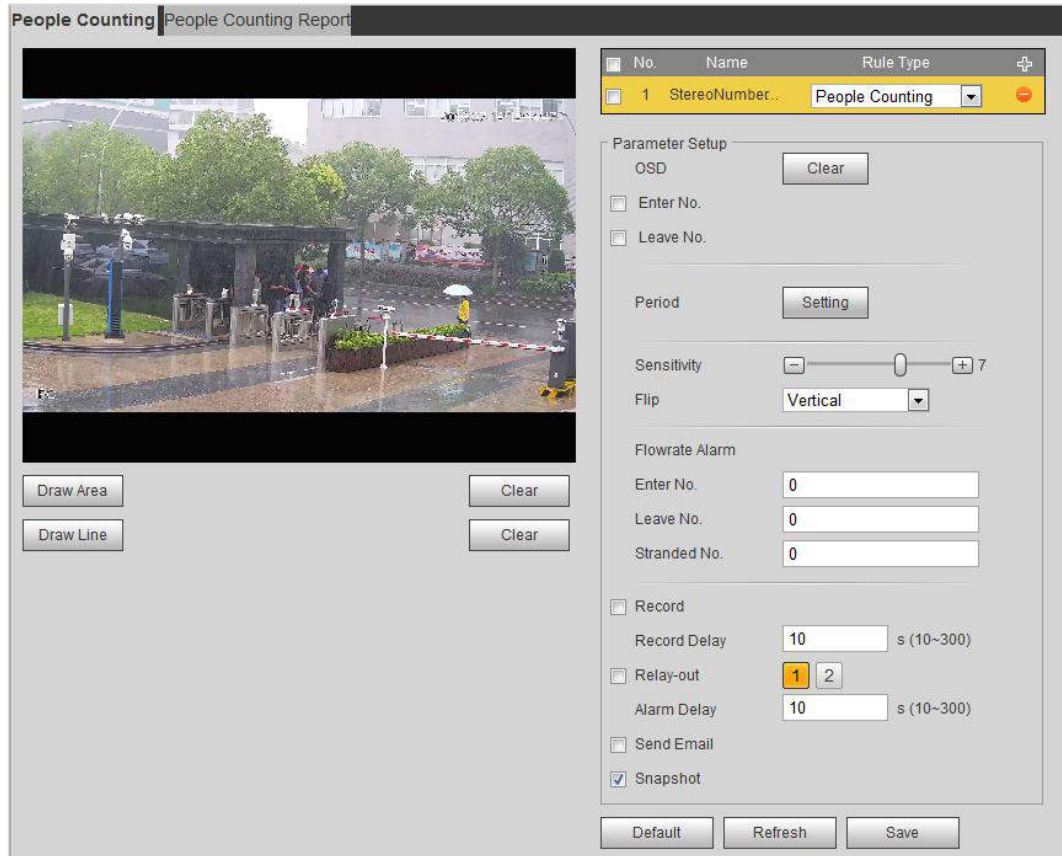 People Counting People Counting Report
No. Name Rule Type
1 StereoNumber... People Counting
Parameter Setup
OSD Clear
Enter No.
Leave No.
Period Setting
Sensitivity 7
Flip Vertical
Flowrate Alarm
Enter No. 0
Leave No. 0
Stranded No. 0
Record
Record Delay 10 s (10~300)
Relay-out 1 2
Alarm Delay 10 s (10~300)
Send Email
Snapshot
Draw Area Clear
Draw Line Clear
Default Refresh Save